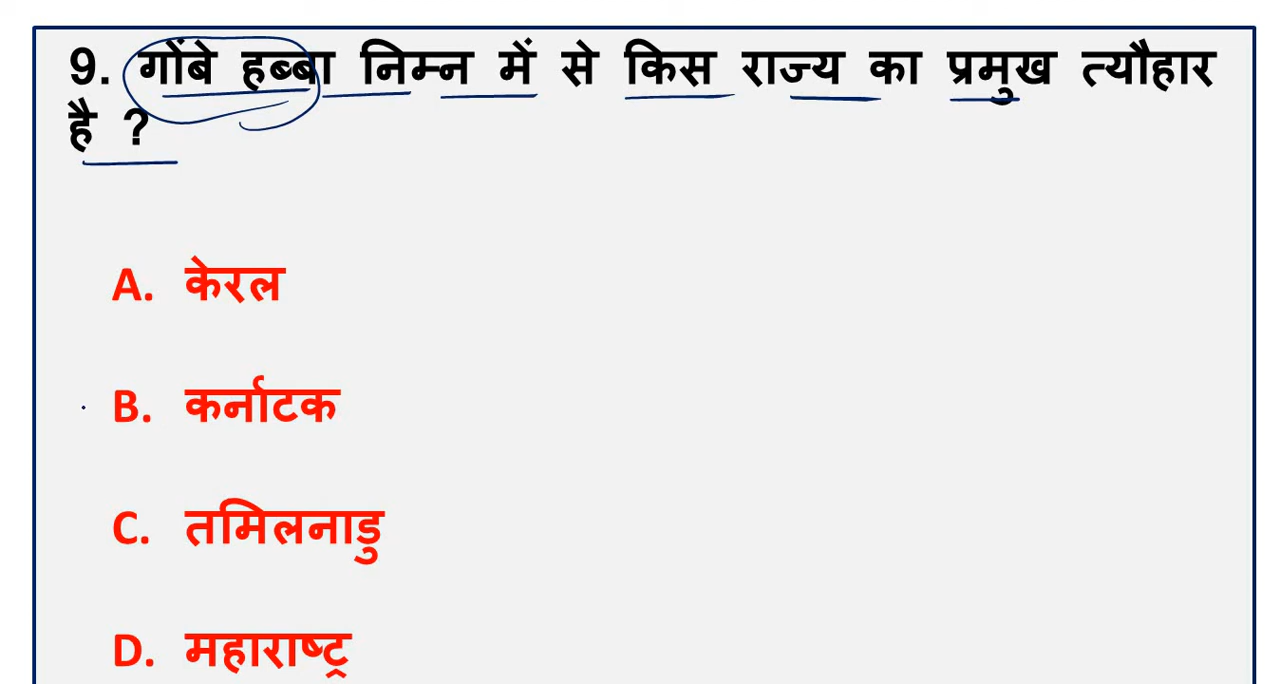 9. गोंबे हब्बा निम्न में से किस राज्य का प्रमुख त्यौहार
है ?
A. केरल
B. कर्नाटक
C. तमिलनाडु
D. महाराष्ट्र